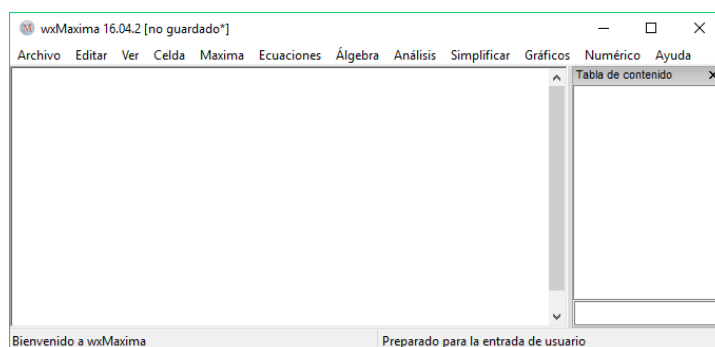 wxMaxima 16.04.2 [no guardado*]
Archivo Editar Ver Celda Maxima Ecuaciones Álgebra Análisis Simplificar Gráficos Numérico Ayuda
Tabla de contenido
Bienvenido a wxMaxima
Preparado para la entrada de usuario